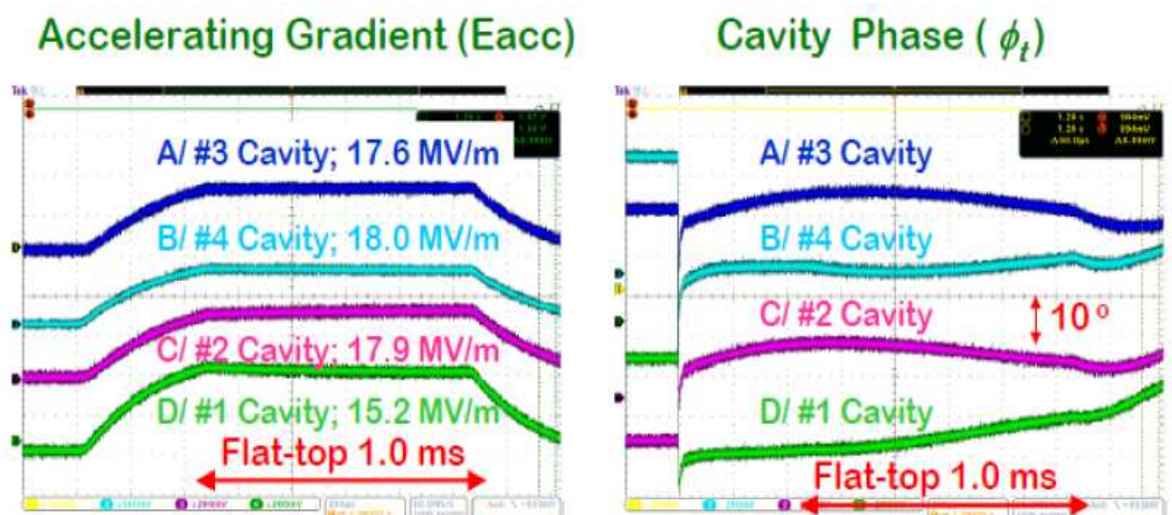 Accelerating Gradient (Eacc)
Tek
A/ #3 Cavity; 17.6 MV/m
B/ #4 Cavity; 18.0 MV/m
C/ #2 Cavity; 17.9 MV/m
D/ #1 Cavity; 15.2 MV/m
Flat-top 1.0 ms
Cavity Phase ( ϕt)
Tek
A/ #3 Cavity
B/ #4 Cavity
C/ #2 Cavity
10 o
D/ #1 Cavity
Flat-top 1.0 ms